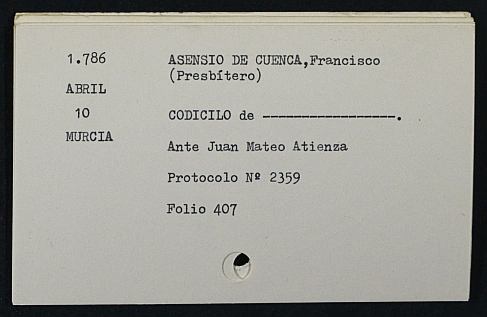 1.786
ABRIL
10
MURCIA
ASENSIO DE CUENCA,Francisco
(Presbítero)
CODICILO de -----------------.
Ante Juan Mateo Atienza
Protocolo Nº 2359
Folio 407